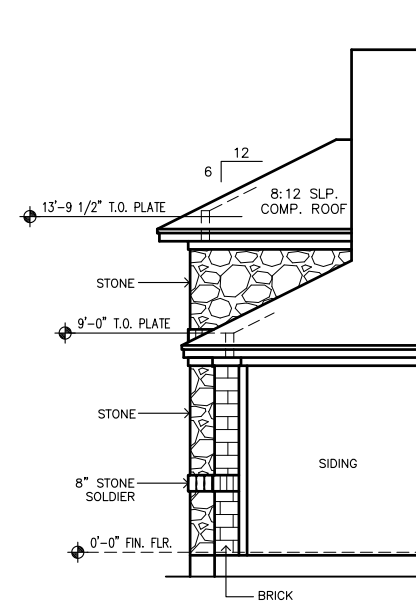 12
6
8:12 SLP.
COMP. ROOF
13'-9 1/2" T.O. PLATE
STONE
9'-0" T.O. PLATE
STONE
SIDING
8" STONE
SOLDIER
0'-0" FIN. FLR.
BRICK